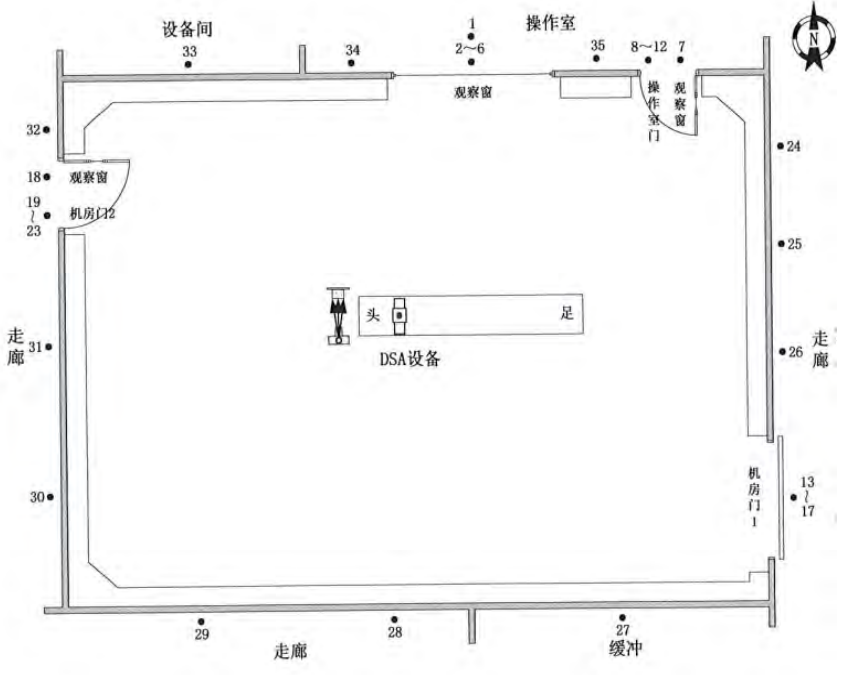 设备间
1
操作室
33
34
2～6
35
8～12
7
N
观察窗
操作室门
观察窗
32
24
18
观察窗
19
～
23
机房门2
25
头
足
走廊
31
DSA设备
26
走廊
30
机房门1
13
～
17
29
28
27
走廊
缓冲